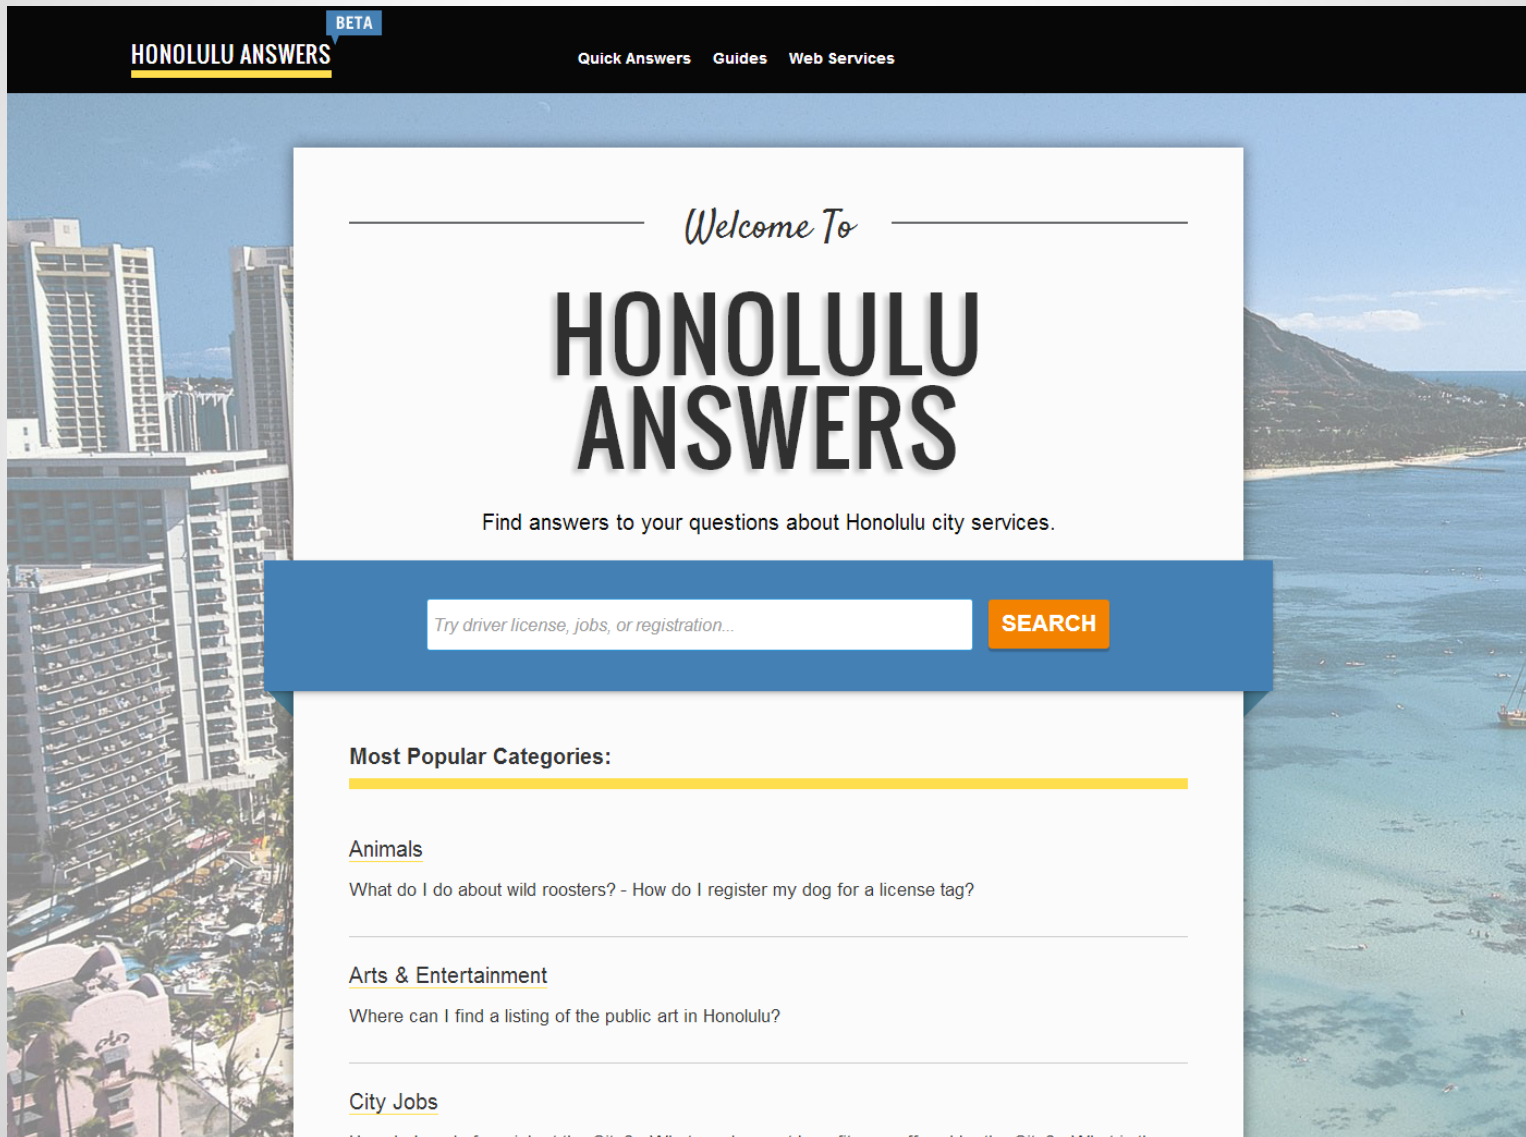 BETA
HONOLULU ANSWERS
Quick Answers Guides Web Services
Welcome To
HONOLULU
ANSWERS
Find answers to your questions about Honolulu city services.
Try driver license, jobs, or registration...
SEARCH
Most Popular Categories:
Animals
What do I do about wild roosters? - How do I register my dog for a license tag?
Arts & Entertainment
Where can I find a listing of the public art in Honolulu?
City Jobs